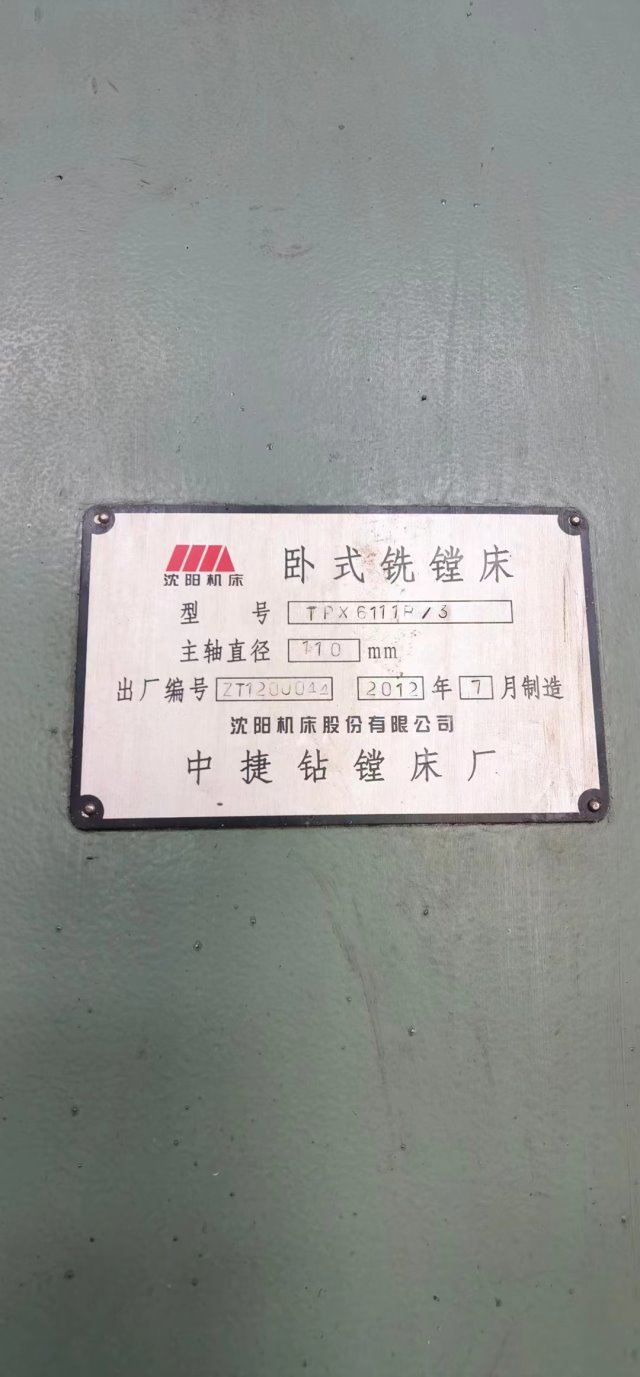 沈阳机床
卧式铣镗床
型号 TPX6111B/3
主轴直径 110 mm
出厂编号 ZT1200044 2012 年 7 月制造
沈阳机床股份有限公司
中捷钻镗床厂